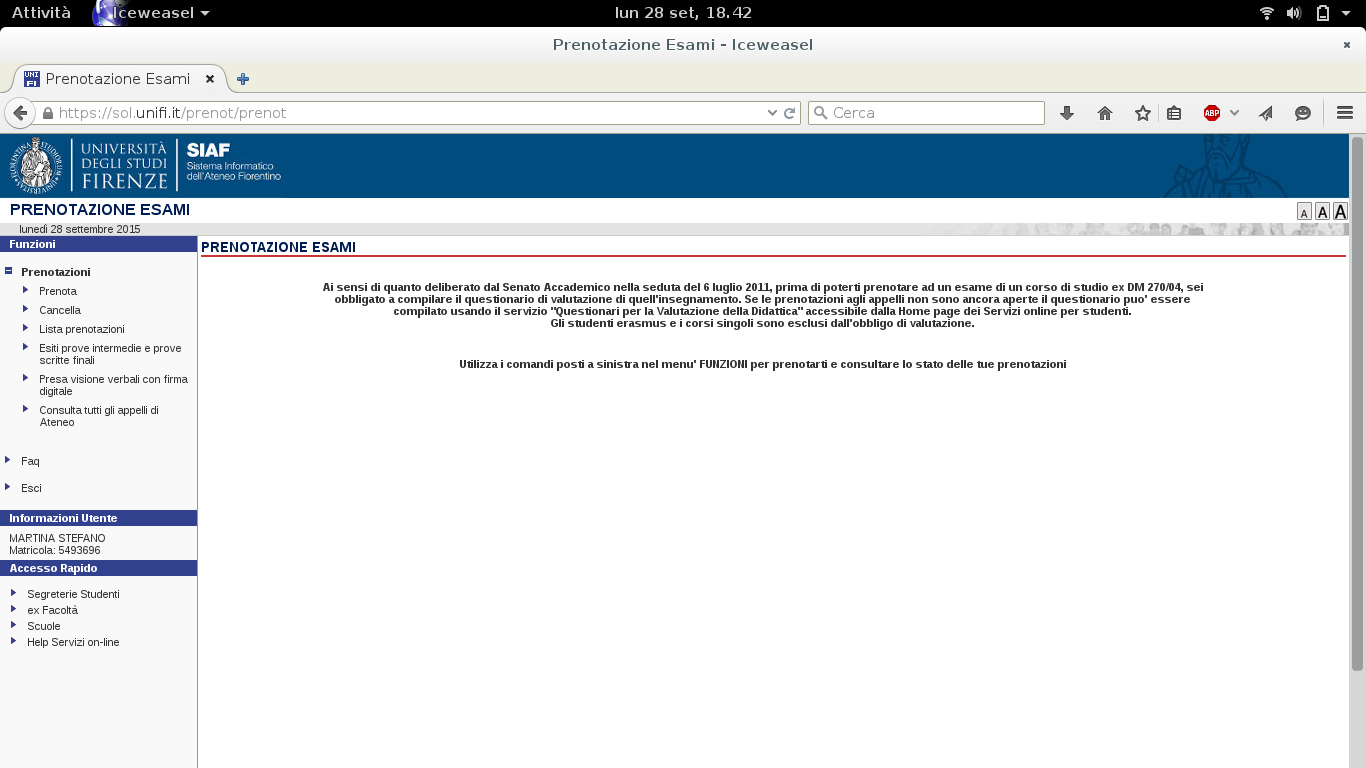 Attività
Iceweasel
lun 28 set, 18.42
Prenotazione Esami - Iceweasel
UNI FI
Prenotazione Esami
https://sol.unifi.it/prenot/prenot
Cerca
ABP
UNIVERSITÀ
DEGLI STUDI
FIRENZE
SIAF
Sistema Informatico
dell'Ateneo Fiorentino
PRENOTAZIONE ESAMI
A A A
lunedì 28 settembre 2015
Funzioni
Prenotazioni
Prenota
Cancella
Lista prenotazioni
Esiti prove intermedie e prove
scritte finali
Presa visione verbali con firma
digitale
Consulta tutti gli appelli di
Ateneo
Faq
Esci
Informazioni Utente
MARTINA STEFANO
Matricola: 5493696
Accesso Rapido
Segreterie Studenti
ex Facoltà
Scuole
Help Servizi on-line
PRENOTAZIONE ESAMI
Ai sensi di quanto deliberato dal Senato Accademico nella seduta del 6 luglio 2011, prima di poterti prenotare ad un esame di un corso di studio ex DM 270/04, sei
obbligato a compilare il questionario di valutazione di quell'insegnamento. Se le prenotazioni agli appelli non sono ancora aperte il questionario puo' essere
compilato usando il servizio "Questionari per la Valutazione della Didattica" accessibile dalla Home page dei Servizi online per studenti.
Gli studenti erasmus e i corsi singoli sono esclusi dall'obbligo di valutazione.
Utilizza i comandi posti a sinistra nel menu' FUNZIONI per prenotarti e consultare lo stato delle tue prenotazioni